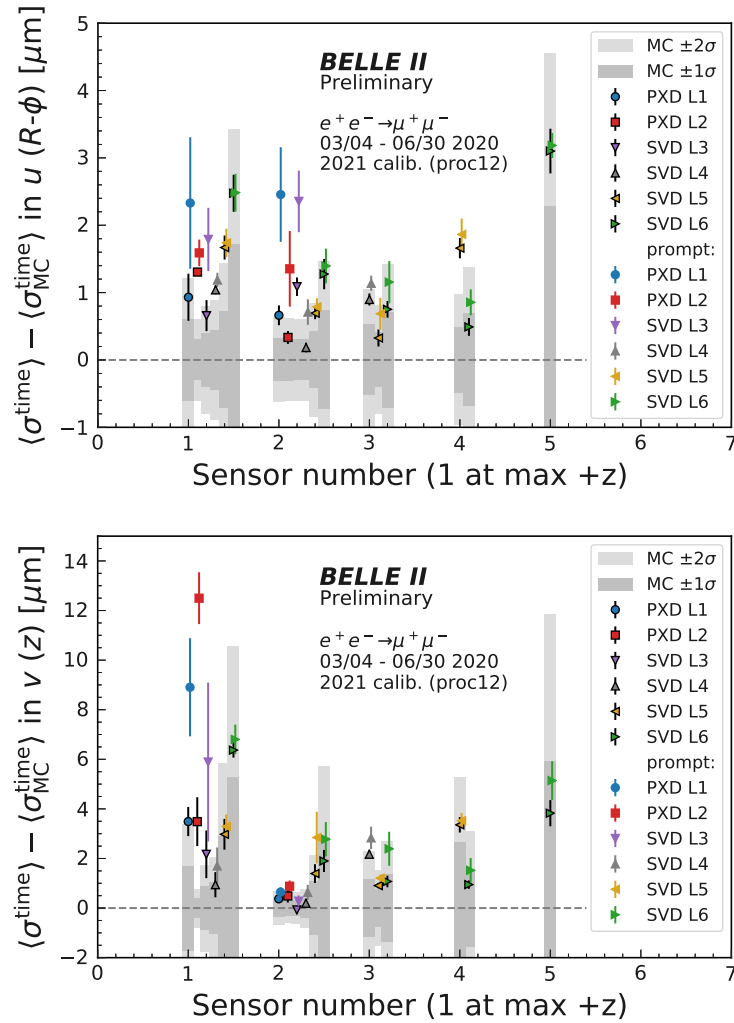 5
4
3
2
1
0
−1
⟨σ^time⟩ − ⟨σ^time_MC⟩ in u (R-ϕ) [μm]
BELLE II
Preliminary
e⁺e⁻→μ⁺μ⁻
03/04 - 06/30 2020
2021 calib. (proc12)
MC ±2σ
MC ±1σ
PXD L1
PXD L2
SVD L3
SVD L4
SVD L5
SVD L6
prompt:
PXD L1
PXD L2
SVD L3
SVD L4
SVD L5
SVD L6
0 1 2 3 4 5 6 7
Sensor number (1 at max +z)
14
12
10
8
6
4
2
0
−2
⟨σ^time⟩ − ⟨σ^time_MC⟩ in v (z) [μm]
BELLE II
Preliminary
e⁺e⁻→μ⁺μ⁻
03/04 - 06/30 2020
2021 calib. (proc12)
MC ±2σ
MC ±1σ
PXD L1
PXD L2
SVD L3
SVD L4
SVD L5
SVD L6
prompt:
PXD L1
PXD L2
SVD L3
SVD L4
SVD L5
SVD L6
0 1 2 3 4 5 6 7
Sensor number (1 at max +z)